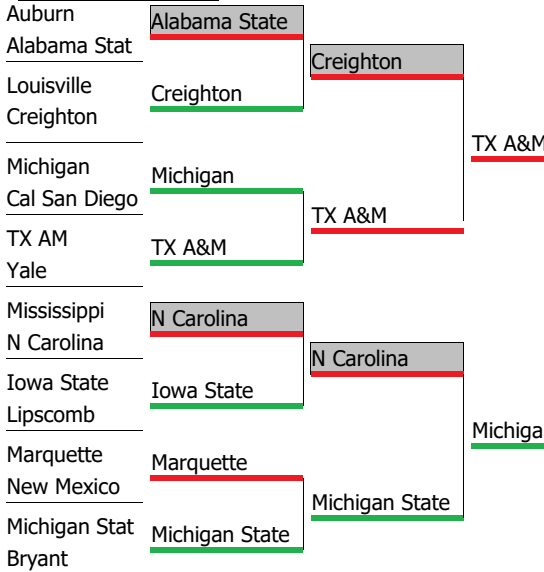 Auburn
Alabama Stat
Louisville
Creighton
Michigan
Cal San Diego
TX AM
Yale
Mississippi
N Carolina
Iowa State
Lipscomb
Marquette
New Mexico
Michigan Stat
Bryant
Alabama State
Creighton
Michigan
TX A&M
N Carolina
Iowa State
Marquette
Michigan State
Creighton
TX A&M
N Carolina
Michigan State
TX A&M
Michiga